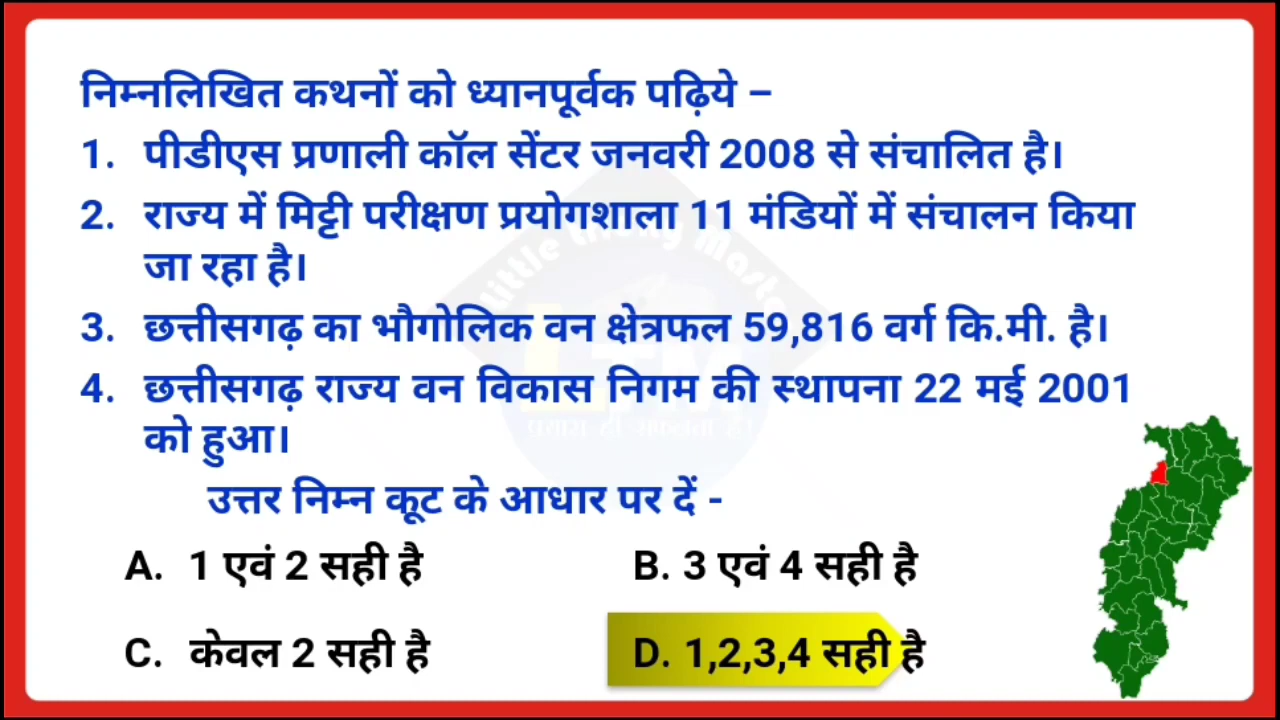 निम्नलिखित कथनों को ध्यानपूर्वक पढ़िये –
1. पीडीएस प्रणाली कॉल सेंटर जनवरी 2008 से संचालित है।
2. राज्य में मिट्टी परीक्षण प्रयोगशाला 11 मंडियों में संचालन किया
जा रहा है।
3. छत्तीसगढ़ का भौगोलिक वन क्षेत्रफल 59,816 वर्ग कि.मी. है।
4. छत्तीसगढ़ राज्य वन विकास निगम की स्थापना 22 मई 2001
को हुआ।
उत्तर निम्न कूट के आधार पर दें -
A. 1 एवं 2 सही है
B. 3 एवं 4 सही है
C. केवल 2 सही है
D. 1,2,3,4 सही है